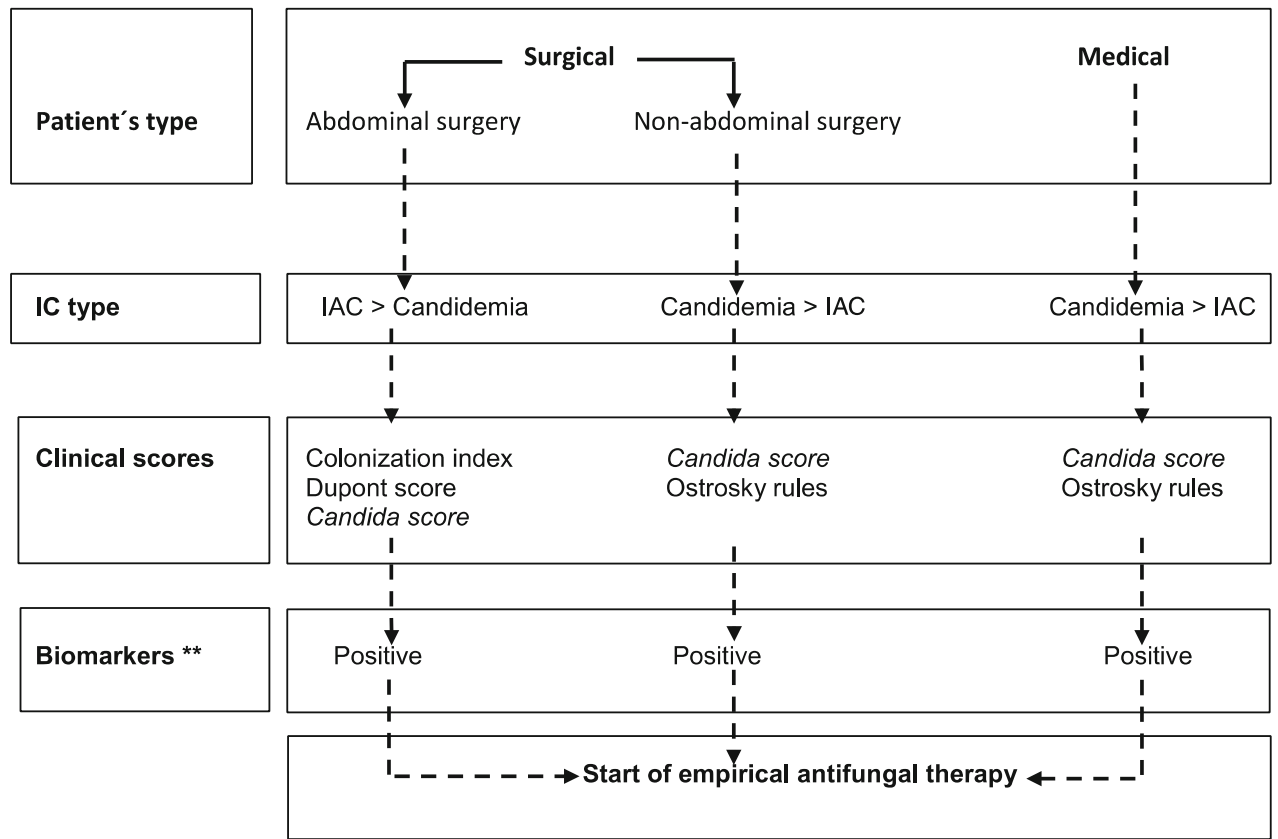 Surgical
Medical
Patient´s type
Abdominal surgery
Non-abdominal surgery
IC type
IAC > Candidemia
Candidemia > IAC
Candidemia > IAC
Clinical scores
Colonization index
Dupont score
Candida score
Candida score
Ostrosky rules
Candida score
Ostrosky rules
Biomarkers **
Positive
Positive
Positive
Start of empirical antifungal therapy